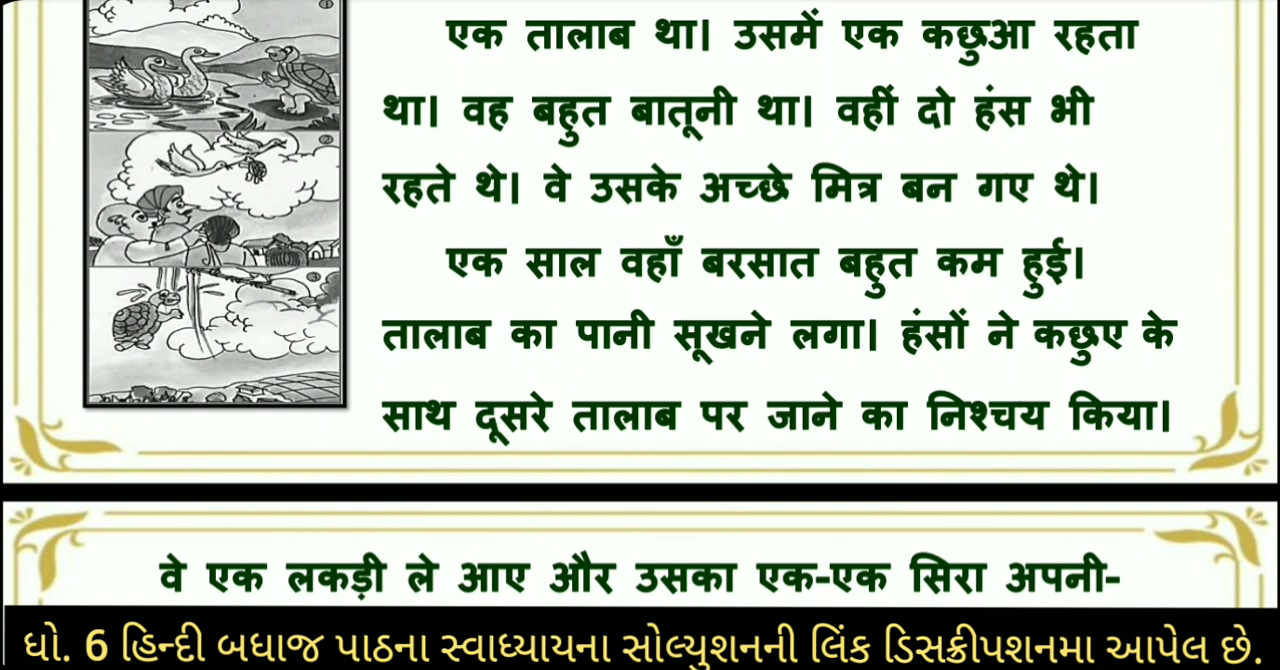 एक तालाब था। उसमें एक कछुआ रहता
था। वह बहुत बातूनी था। वहीं दो हंस भी
रहते थे। वे उसके अच्छे मित्र बन गए थे।
एक साल वहाँ बरसात बहुत कम हुई।
तालाब का पानी सूखने लगा। हंसों ने कछुए के
साथ दूसरे तालाब पर जाने का निश्चय किया।
वे एक लकड़ी ले आए और उसका एक-एक सिरा अपनी-
ધો. 6 હિન્દી બધાજ પાઠના સ્વાધ્યાયના સોલ્યુશનની લિંક ડિસક્રીપશનમા આપેલ છે.